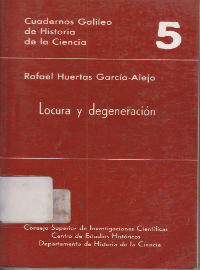 Cuadernos Galileo
de Historia
de la Ciencia
5
Rafael Huertas García-Alejo
Locura y degeneración
Consejo Superior de Investigaciones Científicas
Centro de Estudios Históricos
Departamento de Historia de la Ciencia